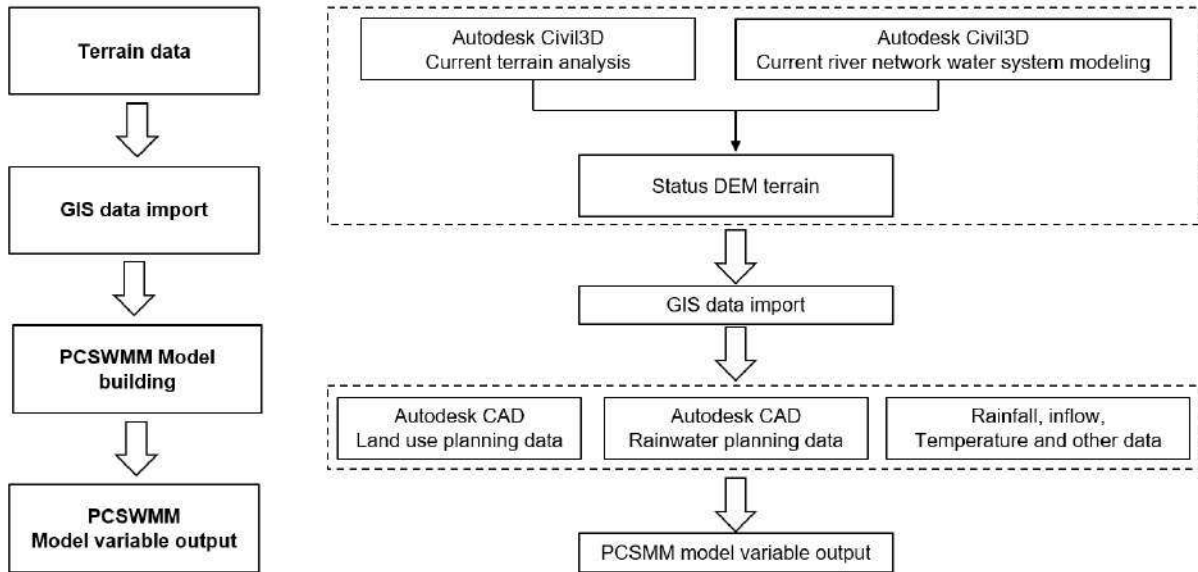 Terrain data
GIS data import
PCSWMM Model
building
PCSWMM
Model variable output
Autodesk Civil3D
Current terrain analysis
Autodesk Civil3D
Current river network water system modeling
Status DEM terrain
GIS data import
Autodesk CAD
Land use planning data
Autodesk CAD
Rainwater planning data
Rainfall, inflow,
Temperature and other data
PCSMM model variable output